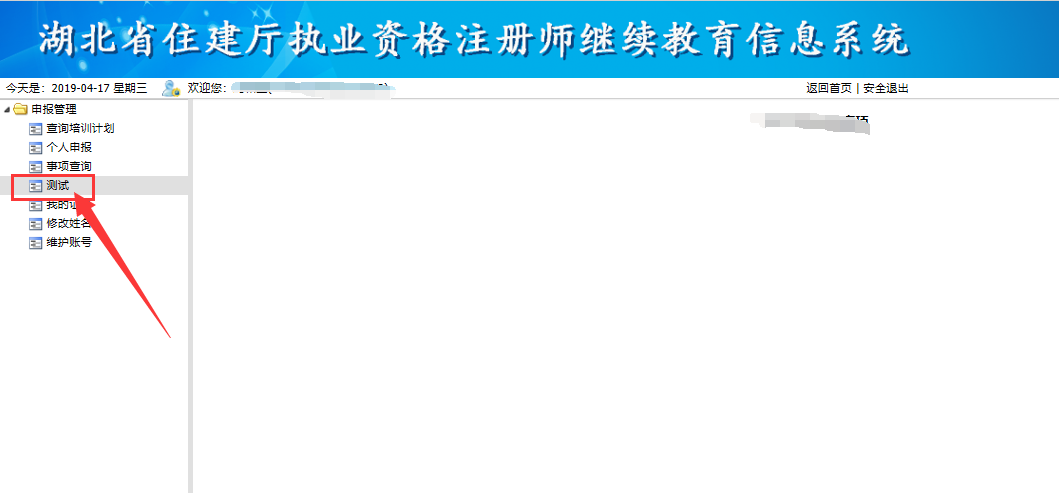 湖北省住建厅执业资格注册师继续教育信息系统
今天是：2019-04-17 星期三 欢迎您： 返回首页 | 安全退出
申报管理
查询培训计划
个人申报
事项查询
测试
我的证
修改姓名
维护账号